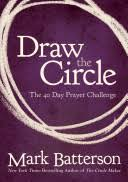 Draw the
Circle
The 40 Day Prayer Challenge
Mark Batterson
New York Times Bestselling Author of The Circle Maker